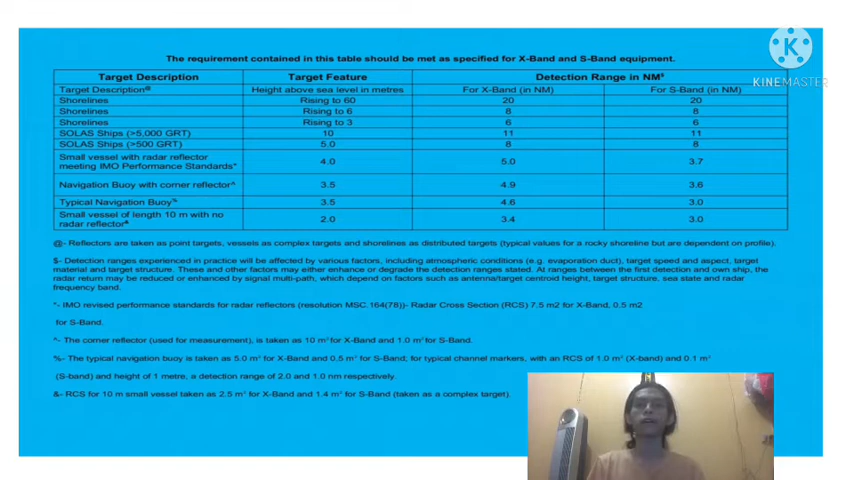 The requirement contained in this table should be met as specified for X-Band and S-Band equipment.
K
KINEMASTER
Target Description Target Feature Detection Range in NM$
Target Description@ Height above sea level in metres For X-Band (in NM) For S-Band (in NM)
Shorelines Rising to 60 20 20
Shorelines Rising to 6 8 8
Shorelines Rising to 3 6 6
SOLAS Ships (>5,000 GRT) 10 11 11
SOLAS Ships (>500 GRT) 5.0 8 8
Small vessel with radar reflector
meeting IMO Performance Standards* 4.0 5.0 3.7
Navigation Buoy with corner reflector^ 3.5 4.9 3.6
Typical Navigation Buoy% 3.5 4.6 3.0
Small vessel of length 10 m with no
radar reflector& 2.0 3.4 3.0
@- Reflectors are taken as point targets, vessels as complex targets and shorelines as distributed targets (typical values for a rocky shoreline but are dependent on profile).
$- Detection ranges experienced in practice will be affected by various factors, including atmospheric conditions (e.g. evaporation duct), target speed and aspect, target
material and target structure. These and other factors may either enhance or degrade the detection ranges stated. At ranges between the first detection and own ship, the
radar return may be reduced or enhanced by signal multi-path, which depend on factors such as antenna/target centroid height, target structure, sea state and radar
frequency band.
*- IMO revised performance standards for radar reflectors (resolution MSC.164(78))- Radar Cross Section (RCS) 7.5 m2 for X-Band, 0.5 m2
for S-Band.
^- The corner reflector (used for measurement), is taken as 10 m² for X-Band and 1.0 m² for S-Band.
%- The typical navigation buoy is taken as 5.0 m² for X-Band and 0.5 m² for S-Band; for typical channel markers, with an RCS of 1.0 m² (X-band) and 0.1 m²
(S-band) and height of 1 metre, a detection range of 2.0 and 1.0 nm respectively.
&- RCS for 10 m small vessel taken as 2.5 m² for X-Band and 1.4 m² for S-Band (taken as a complex target).